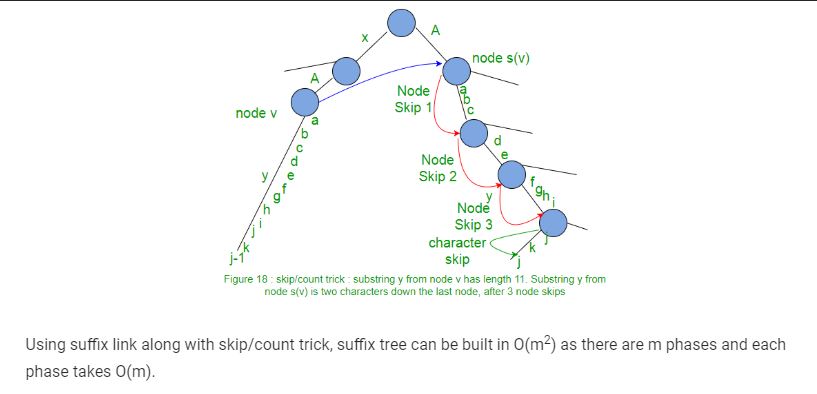 x
A
node s(v)
A
node v
Node
Skip 1
a
b
c
a
b
c
d
e
f
g
h
i
j
k
y
j-1
Node
Skip 2
d
e
y
Node
Skip 3
f
g
h
i
character
skip
j
k
j
Figure 18 : skip/count trick : substring y from node v has length 11. Substring y from
node s(v) is two characters down the last node, after 3 node skips
Using suffix link along with skip/count trick, suffix tree can be built in O(m²) as there are m phases and each
phase takes O(m).